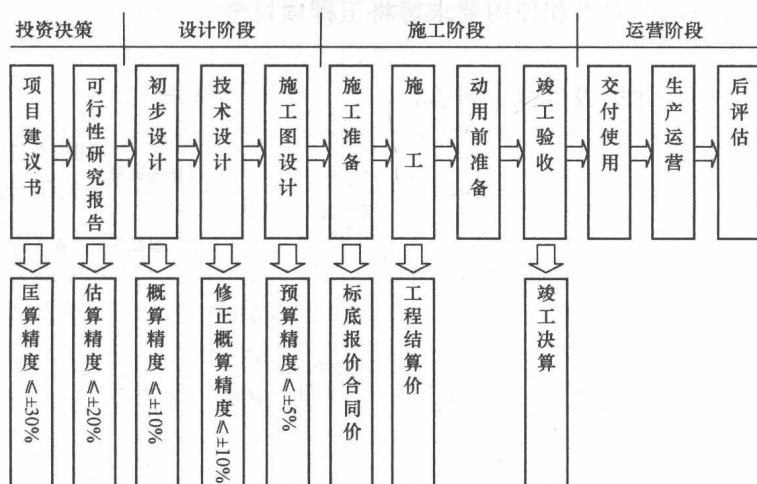 投资决策 设计阶段 施工阶段 运营阶段
项目建议书
可行性研究报告
初步设计
技术设计
施工图设计
施工准备
施工
动用前准备
竣工验收
交付使用
生产运营
后评估
匡算精度≤±30%
估算精度≤±20%
概算精度≤±10%
修正概算精度≤±10%
预算精度≤±5%
标底报价合同价
工程结算价
竣工决算